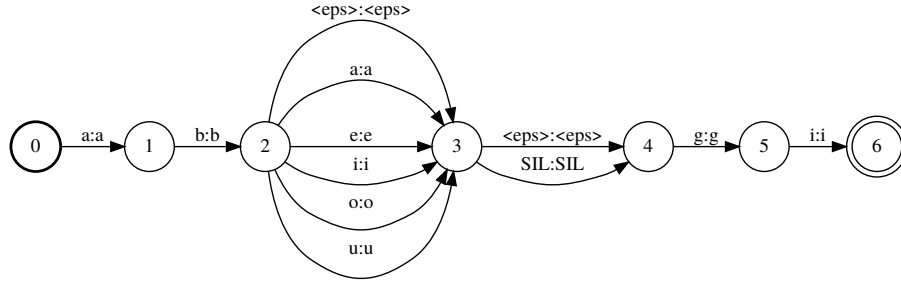 <eps>:<eps>
a:a
e:e
i:i
o:o
u:u
0
a:a
1
b:b
2
3
<eps>:<eps>
SIL:SIL
4
g:g
5
i:i
6